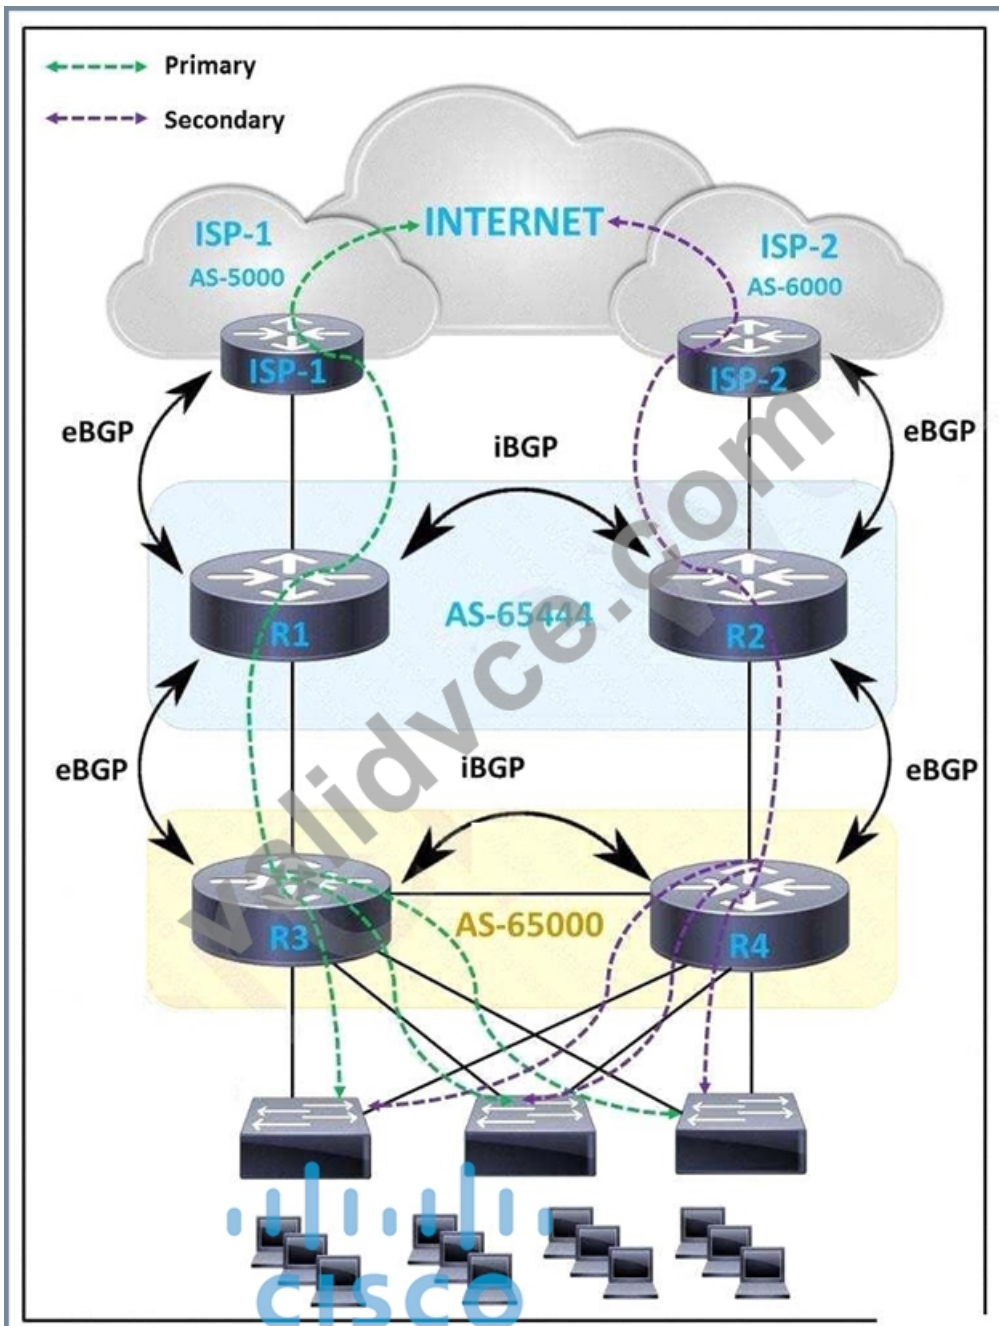 Primary
Secondary
INTERNET
ISP-1
AS-5000
ISP-2
AS-6000
ISP-1
ISP-2
eBGP
iBGP
eBGP
R1
AS-65444
R2
eBGP
iBGP
eBGP
R3
AS-65000
R4
validvce.com
CISCO